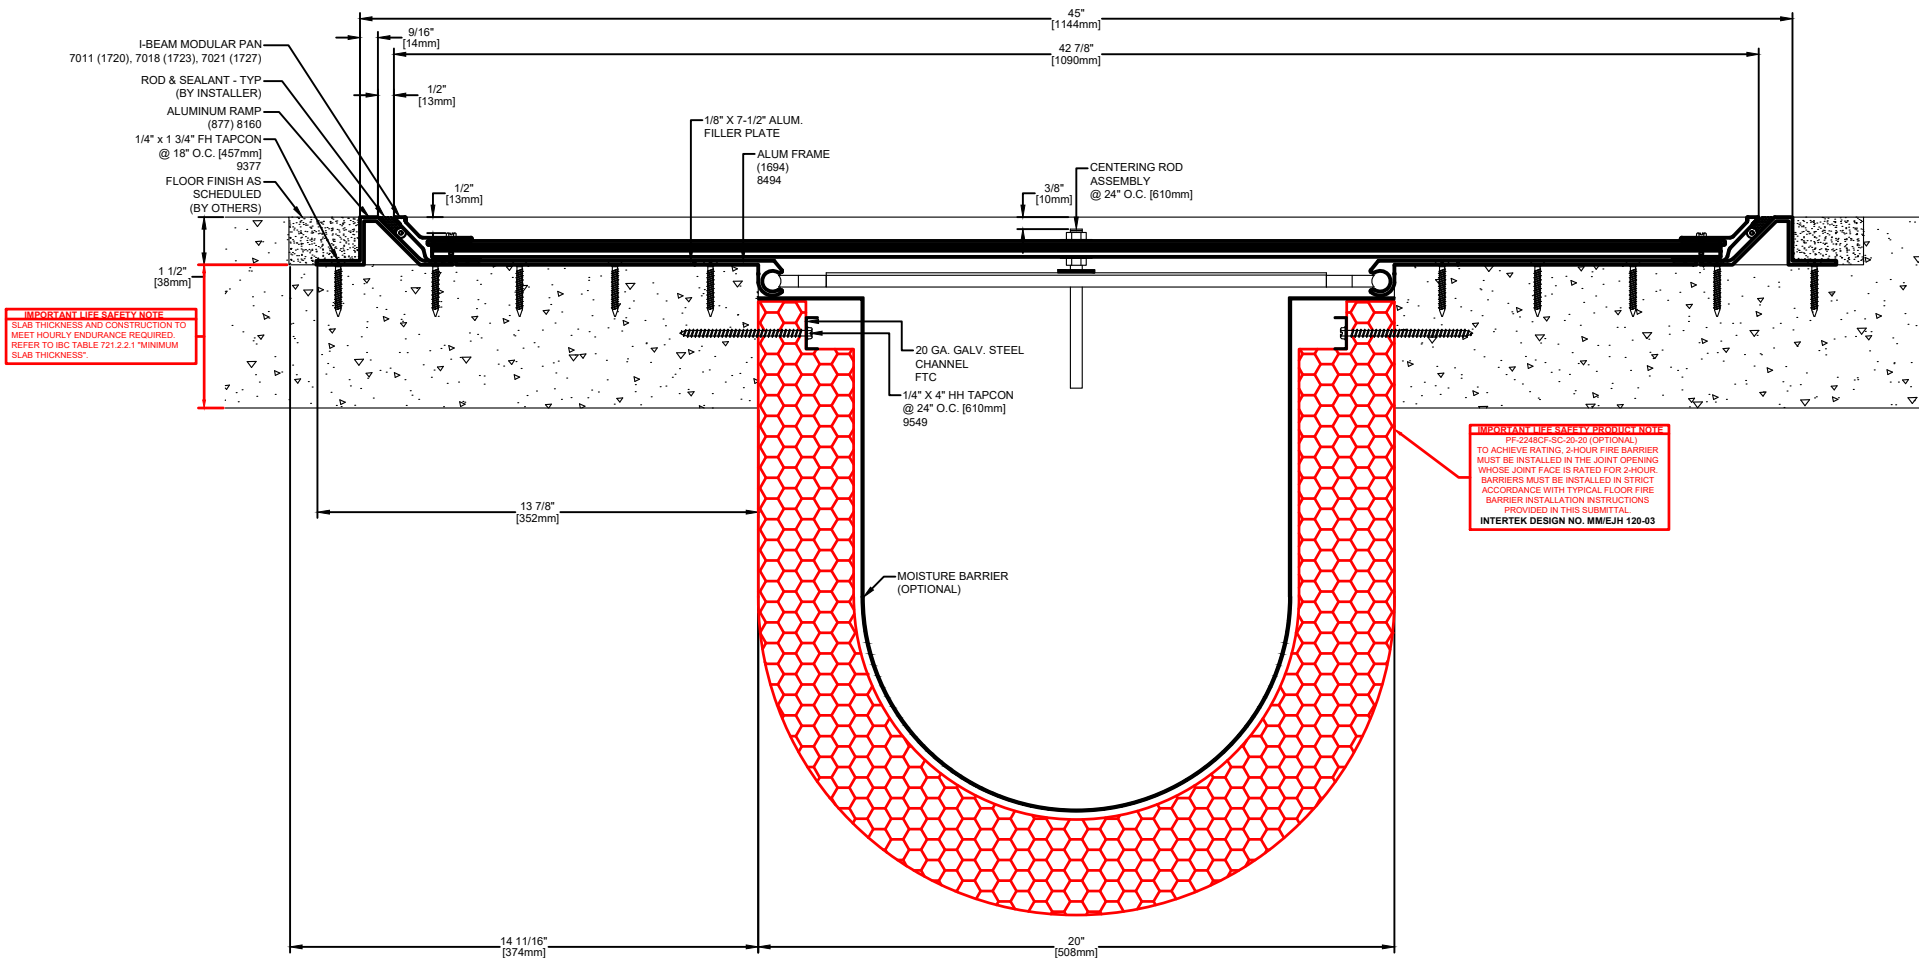 45"
[1144mm]
9/16"
[14mm]
42 7/8"
[1090mm]
I-BEAM MODULAR PAN
7011 (1720), 7018 (1723), 7021 (1727)
ROD & SEALANT - TYP
(BY INSTALLER)
1/2"
[13mm]
ALUMINUM RAMP
(877) 8160
1/4" x 1 3/4" FH TAPCON
@ 18" O.C. [457mm]
9377
FLOOR FINISH AS
SCHEDULED
(BY OTHERS)
1/8" X 7-1/2" ALUM.
FILLER PLATE
ALUM FRAME
(1694)
8494
1/2"
[13mm]
3/8"
[10mm]
CENTERING ROD
ASSEMBLY
@ 24" O.C. [610mm]
1 1/2"
[38mm]
IMPORTANT LIFE SAFETY NOTE
SLAB THICKNESS AND CONSTRUCTION TO
MEET HOURLY ENDURANCE REQUIRED.
REFER TO IBC TABLE 721.2.2.1 "MINIMUM
SLAB THICKNESS".
20 GA. GALV. STEEL
CHANNEL
FTC
1/4" X 4" HH TAPCON
@ 24" O.C. [610mm]
9549
IMPORTANT LIFE SAFETY PRODUCT NOTE
PF-2248CF-SC-20-20 (OPTIONAL)
TO ACHIEVE RATING, 2-HOUR FIRE BARRIER
MUST BE INSTALLED IN THE JOINT OPENING
WHOSE JOINT FACE IS RATED FOR 2-HOUR.
BARRIERS MUST BE INSTALLED IN STRICT
ACCORDANCE WITH TYPICAL FLOOR FIRE
BARRIER INSTALLATION INSTRUCTIONS
PROVIDED IN THIS SUBMITTAL.
INTERTEK DESIGN NO. MM/EJH 120-03
13 7/8"
[352mm]
MOISTURE BARRIER
(OPTIONAL)
14 11/16"
[374mm]
20"
[508mm]